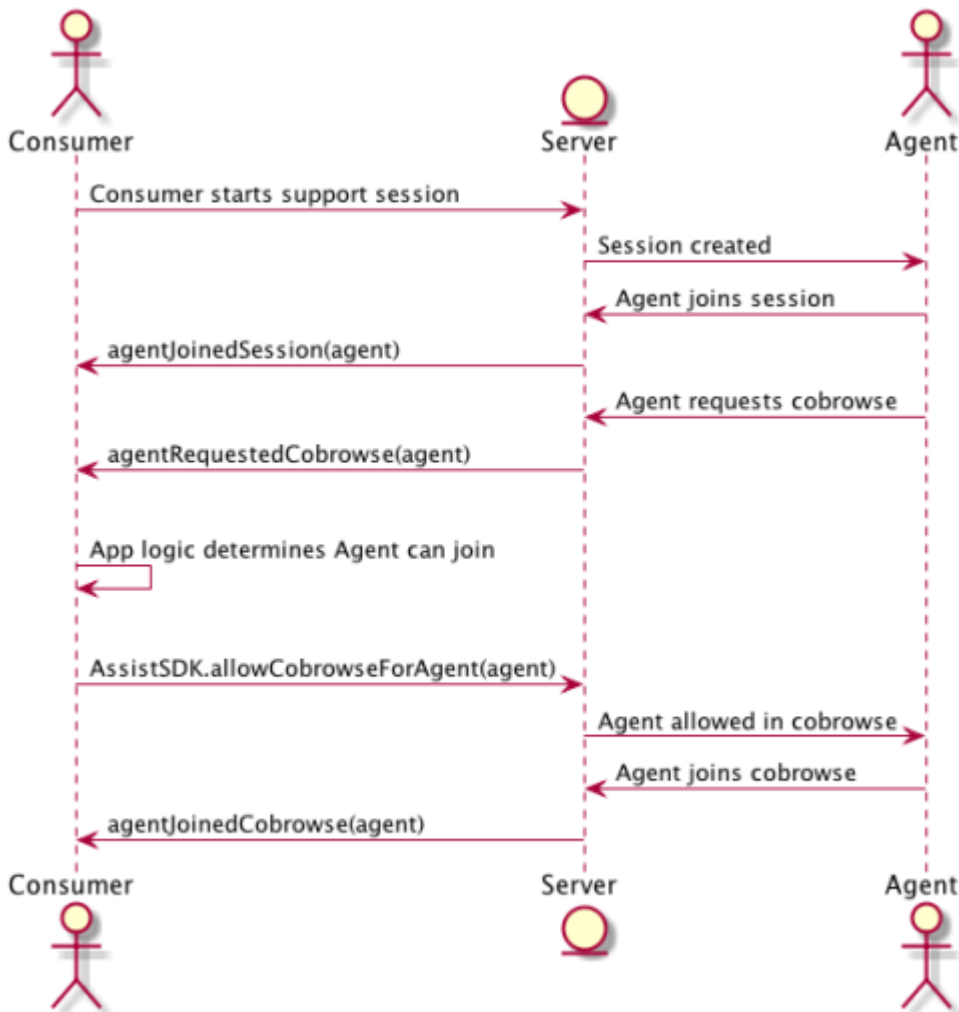 Consumer
Server
Agent
Consumer starts support session
Session created
Agent joins session
agentJoinedSession(agent)
Agent requests cobrowse
agentRequestedCobrowse(agent)
App logic determines Agent can join
AssistSDK.allowCobrowseForAgent(agent)
Agent allowed in cobrowse
Agent joins cobrowse
agentJoinedCobrowse(agent)
Consumer
Server
Agent